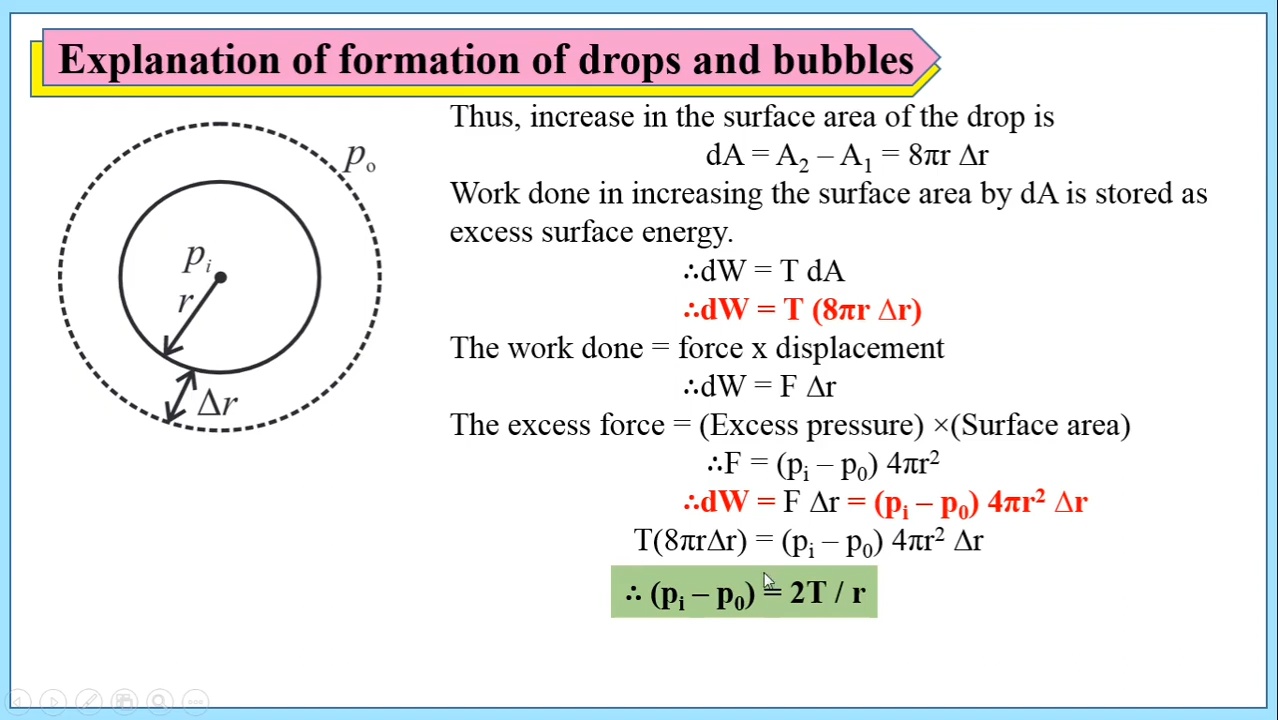 Explanation of formation of drops and bubbles
Thus, increase in the surface area of the drop is
dA = A₂ – A₁ = 8πr Δr
Work done in increasing the surface area by dA is stored as
excess surface energy.
∴dW = T dA
∴dW = T (8πr Δr)
The work done = force x displacement
∴dW = F Δr
The excess force = (Excess pressure) ×(Surface area)
∴F = (pᵢ – p₀) 4πr²
∴dW = F Δr = (pᵢ – p₀) 4πr² Δr
T(8πrΔr) = (pᵢ – p₀) 4πr² Δr
∴ (pᵢ – p₀) = 2T / r
pₒ
pᵢ
r
Δr